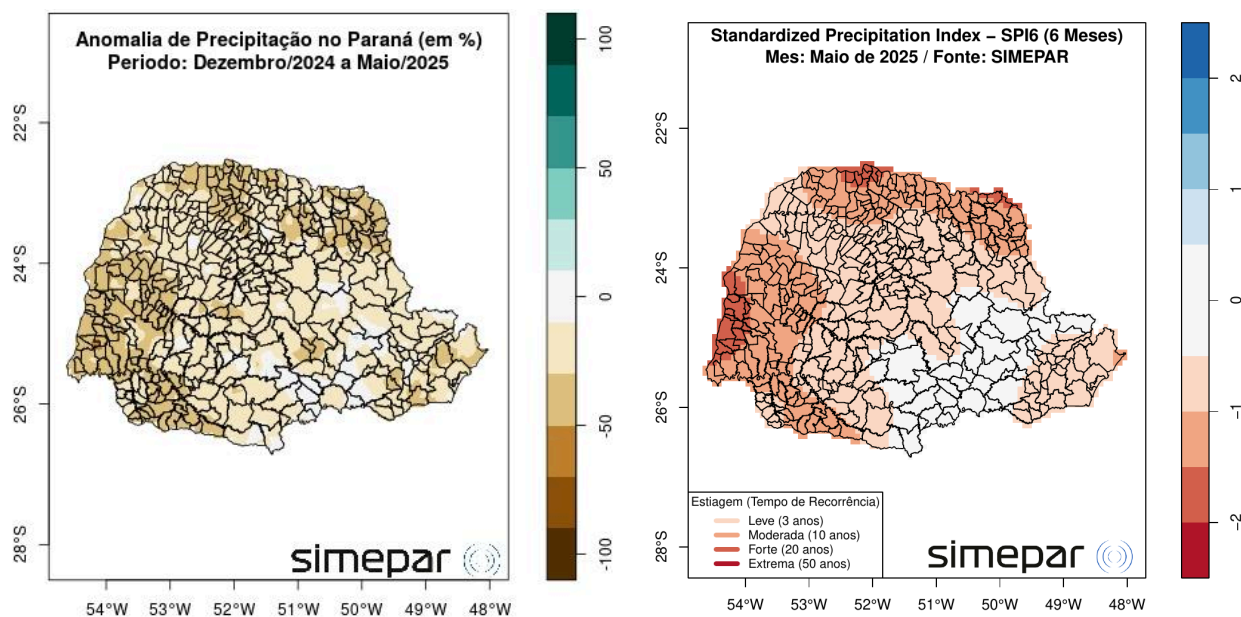 Anomalia de Precipitação no Paraná (em %)
Periodo: Dezembro/2024 a Maio/2025
22°S
24°S
26°S
28°S
54°W
53°W
52°W
51°W
50°W
49°W
48°W
100
50
0
-50
-100
simepar
Standardized Precipitation Index – SPI6 (6 Meses)
Mes: Maio de 2025 / Fonte: SIMEPAR
22°S
24°S
26°S
28°S
Estiagem (Tempo de Recorrência)
Leve (3 anos)
Moderada (10 anos)
Forte (20 anos)
Extrema (50 anos)
simepar
54°W
53°W
52°W
51°W
50°W
49°W
48°W
2
1
0
-1
-2